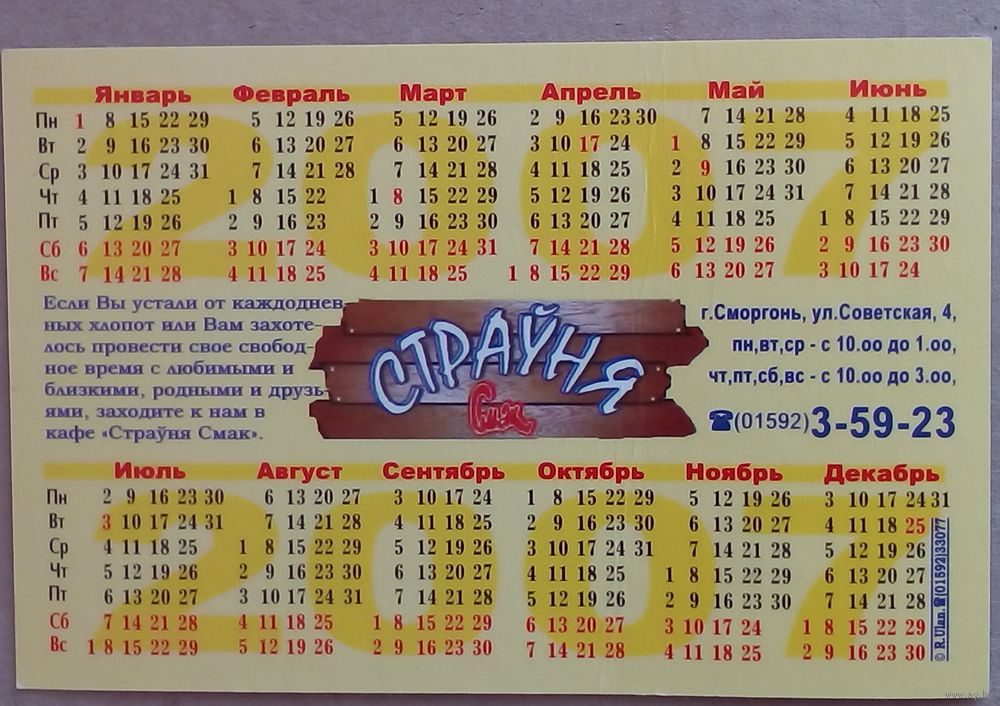 Январь Февраль Март Апрель Май Июнь
Пн 1 8 15 22 29 5 12 19 26 5 12 19 26 2 9 16 23 30 7 14 21 28 4 11 18 25
Вт 2 9 16 23 30 6 13 20 27 6 13 20 27 3 10 17 24 1 8 15 22 29 5 12 19 26
Ср 3 10 17 24 31 7 14 21 28 7 14 21 28 4 11 18 25 2 9 16 23 30 6 13 20 27
Чт 4 11 18 25 1 8 15 22 1 8 15 22 29 5 12 19 26 3 10 17 24 31 7 14 21 28
Пт 5 12 19 26 2 9 16 23 2 9 16 23 30 6 13 20 27 4 11 18 25 1 8 15 22 29
Сб 6 13 20 27 3 10 17 24 3 10 17 24 31 7 14 21 28 5 12 19 26 2 9 16 23 30
Вс 7 14 21 28 4 11 18 25 4 11 18 25 1 8 15 22 29 6 13 20 27 3 10 17 24
2007
Если Вы устали от каждоднев-
ных хлопот или Вам захоте-
лось провести свое свобод-
ное время с любимыми и
близкими, родными и друзь-
ями, заходите к нам в
кафе «Страўня Смак».
СТРАЎНЯ
Смак
г.Сморгонь, ул.Советская, 4,
пн,вт,ср - с 10.оо до 1.оо,
чт,пт,сб,вс - с 10.оо до 3.оо,
☎(01592)3-59-23
Июль Август Сентябрь Октябрь Ноябрь Декабрь
Пн 2 9 16 23 30 6 13 20 27 3 10 17 24 1 8 15 22 29 5 12 19 26 3 10 17 24 31
Вт 3 10 17 24 31 7 14 21 28 4 11 18 25 2 9 16 23 30 6 13 20 27 4 11 18 25
Ср 4 11 18 25 1 8 15 22 29 5 12 19 26 3 10 17 24 31 7 14 21 28 5 12 19 26
Чт 5 12 19 26 2 9 16 23 30 6 13 20 27 4 11 18 25 1 8 15 22 29 6 13 20 27
Пт 6 13 20 27 3 10 17 24 31 7 14 21 28 5 12 19 26 2 9 16 23 30 7 14 21 28
Сб 7 14 21 28 4 11 18 25 1 8 15 22 29 6 13 20 27 3 10 17 24 1 8 15 22 29
Вс 1 8 15 22 29 5 12 19 26 2 9 16 23 30 7 14 21 28 4 11 18 25 2 9 16 23 30
2007
© R.Ulan. ☎(01592)33077